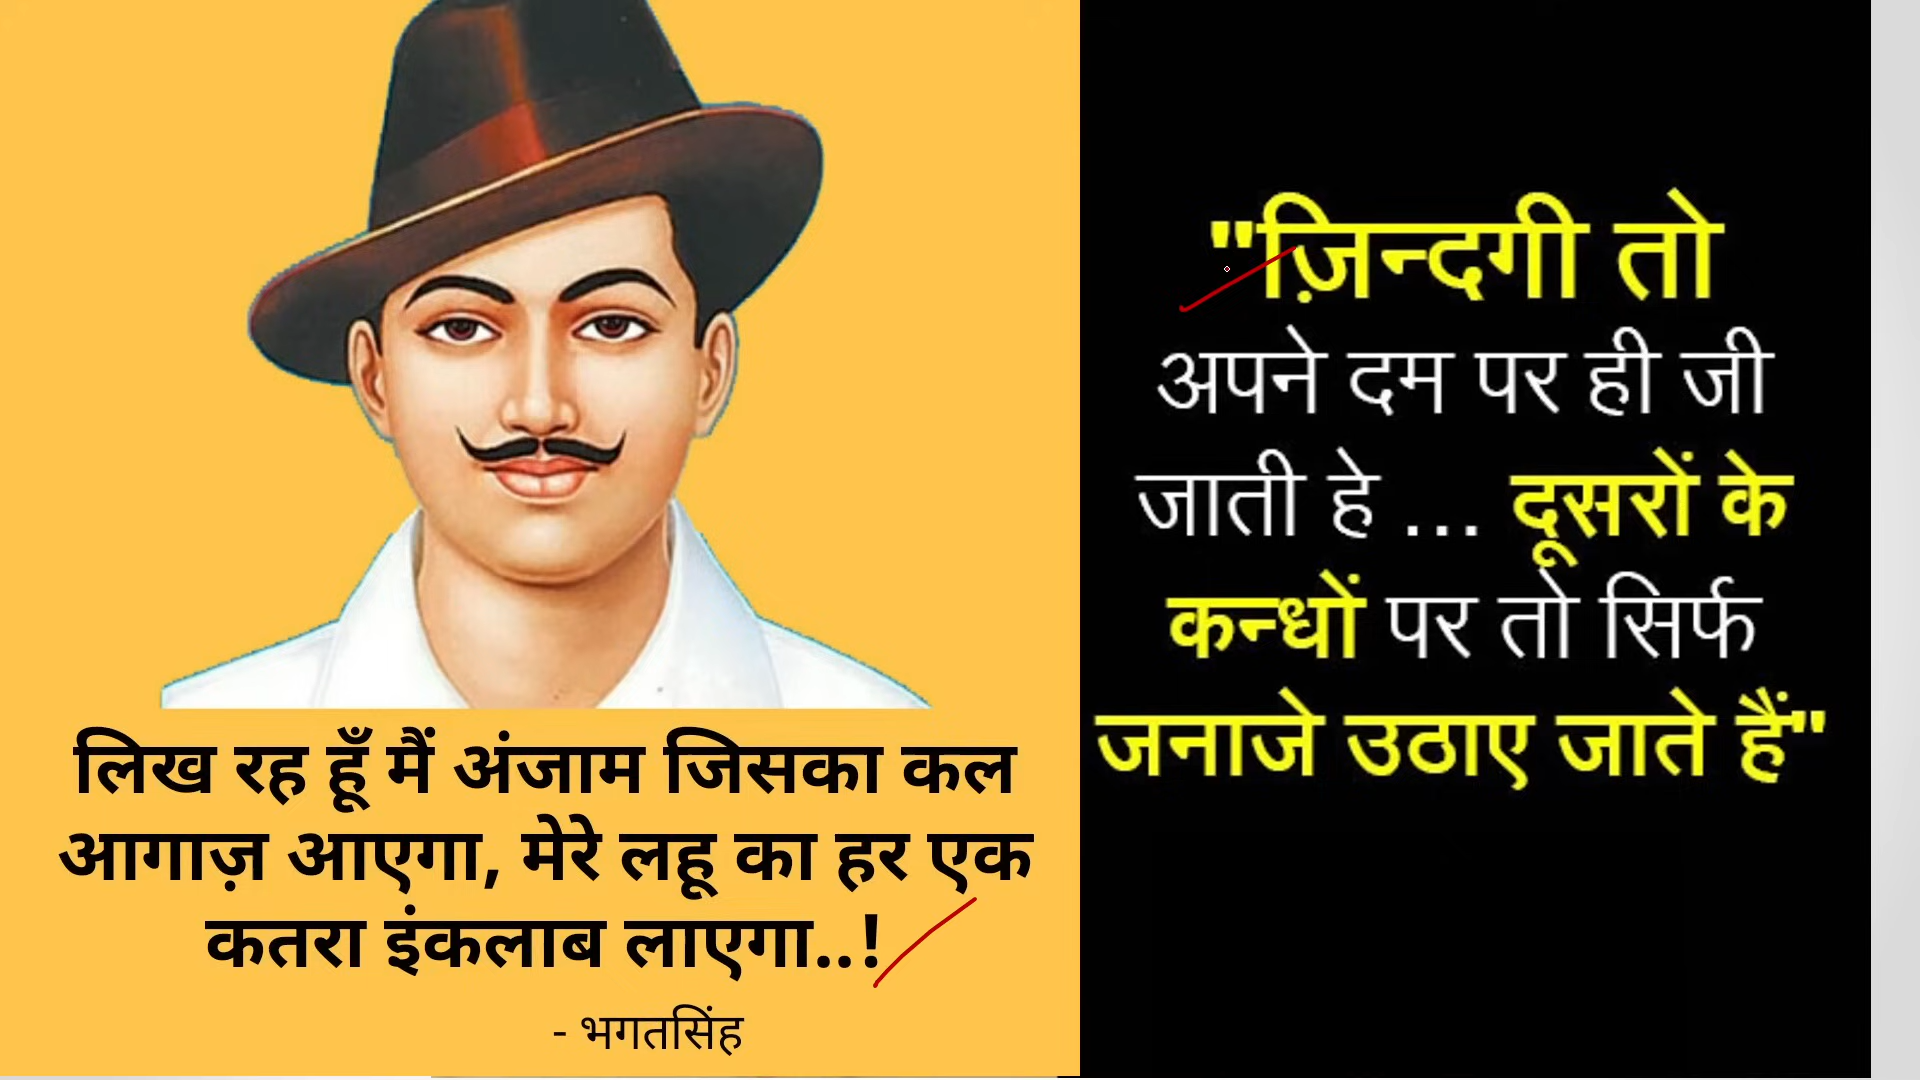 लिख रह हूँ मैं अंजाम जिसका कल
आगाज़ आएगा, मेरे लहू का हर एक
कतरा इंकलाब लाएगा..!
- भगतसिंह
"ज़िन्दगी तो
अपने दम पर ही जी
जाती हे ... दूसरों के
कन्धों पर तो सिर्फ
जनाजे उठाए जाते हैं"